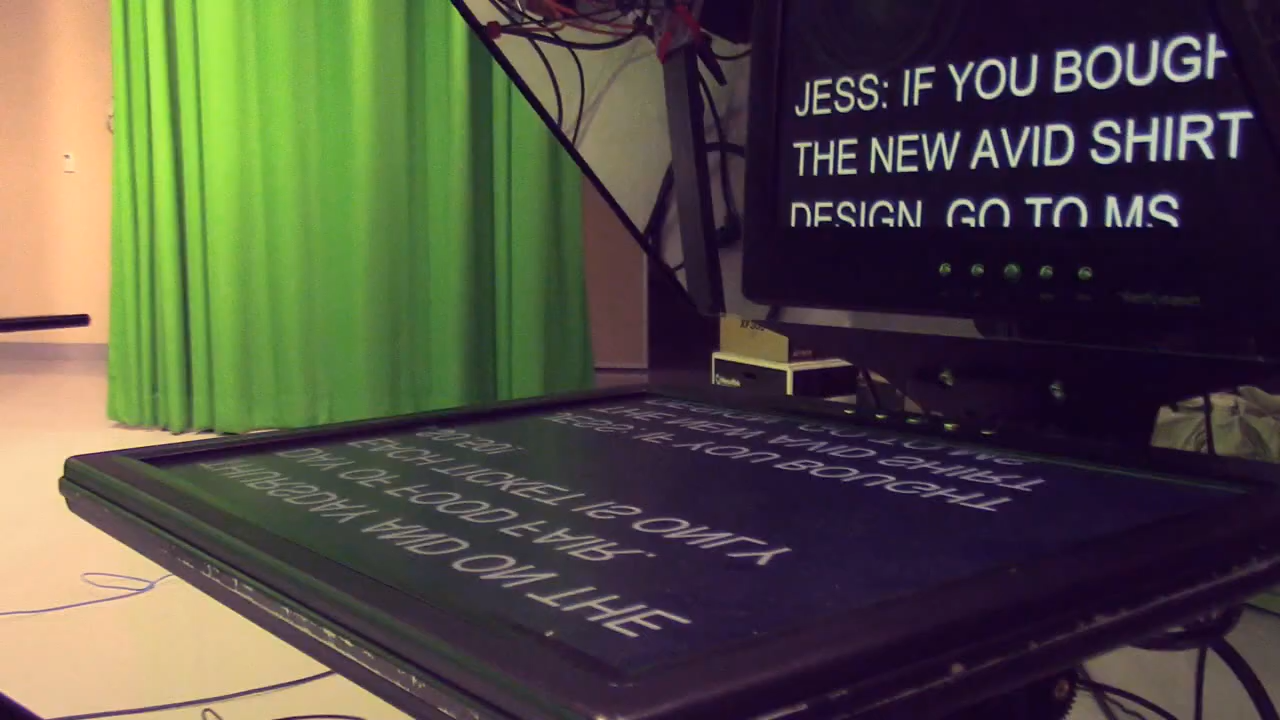 JESS: IF YOU BOUGH
THE NEW AVID SHIRT
DESIGN, GO TO MS
THURSDAY AND ON THE
DAY OF FOOD FAIR.
EACH TICKET IS ONLY
JESS: IF YOU BOUGHT
THE NEW AVID SHIRT